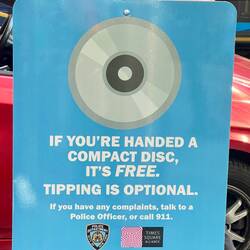 IF YOU'RE HANDED A
COMPACT DISC,
IT'S FREE.
TIPPING IS OPTIONAL.
If you have any complaints, talk to a
Police Officer, or call 911.
TIMES
SQUARE
ALLIANCE